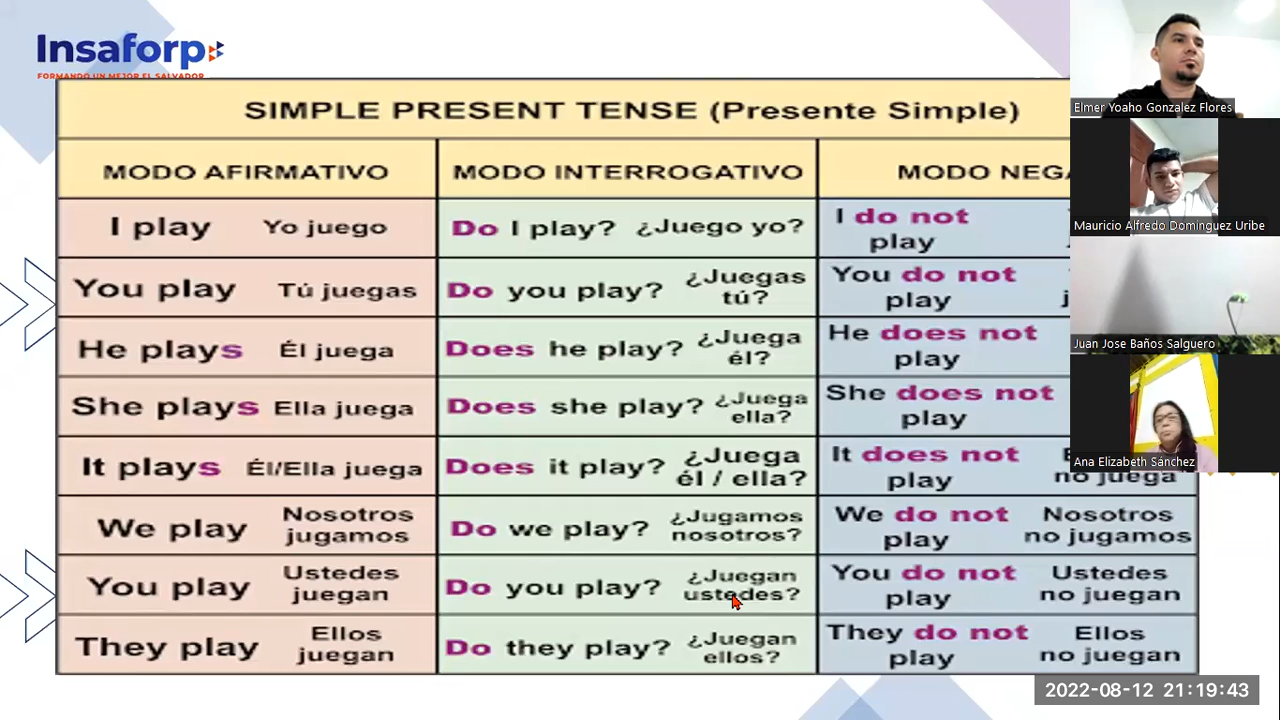 Insaforp
FORMANDO UN MEJOR EL SALVADOR
SIMPLE PRESENT TENSE (Presente Simple)
MODO AFIRMATIVO
MODO INTERROGATIVO
MODO NEGA
I play
Yo juego
Do I play?
¿Juego yo?
I do not
play
You play
Tú juegas
Do you play?
¿Juegas
tú?
You do not
play
He plays
Él juega
Does he play?
¿Juega
él?
He does not
play
She plays
Ella juega
Does she play?
¿Juega
ella?
She does not
play
It plays
Él/Ella juega
Does it play?
¿Juega
él / ella?
It does not
play
no juega
We play
Nosotros
jugamos
Do we play?
¿Jugamos
nosotros?
We do not
play
Nosotros
no jugamos
You play
Ustedes
juegan
Do you play?
¿Juegan
ustedes?
You do not
play
Ustedes
no juegan
They play
Ellos
juegan
Do they play?
¿Juegan
ellos?
They do not
play
Ellos
no juegan
Elmer Yoaho Gonzalez Flores
Mauricio Alfredo Dominguez Uribe
Juan Jose Baños Salguero
Ana Elizabeth Sánchez
2022-08-12 21:19:43